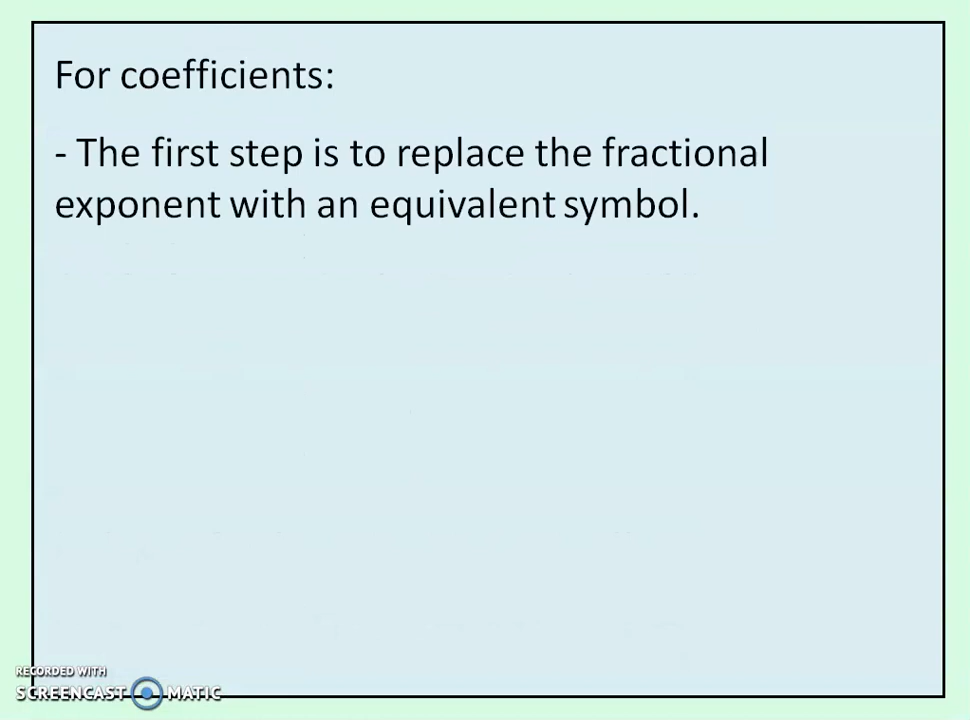 For coefficients:
- The first step is to replace the fractional
exponent with an equivalent symbol.
RECORDED WITH
SCREENCAST MATIC